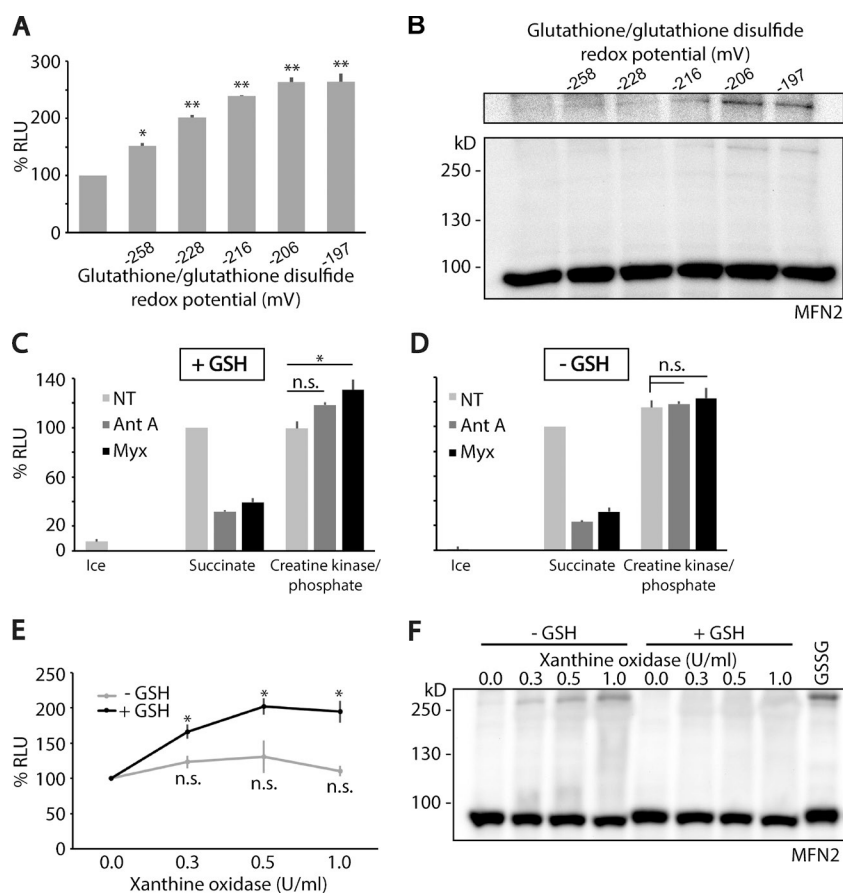 A
300
200
100
0
% RLU
* ** ** ** **
-258 -228 -216 -206 -197
Glutathione/glutathione disulfide
redox potential (mV)
B
Glutathione/glutathione disulfide
redox potential (mV)
-258 -228 -216 -206 -197
kD
250 -
130 -
100 -
MFN2
C
+ GSH
140
100
80
60
40
20
0
% RLU
NT
Ant A
Myx
*
n.s.
Ice Succinate Creatine kinase/
phosphate
D
- GSH
n.s.
NT
Ant A
Myx
Ice Succinate Creatine kinase/
phosphate
E
200
150
100
50
0
% RLU
- GSH
+ GSH
* * *
n.s. n.s. n.s.
0.0 0.3 0.5 1.0
Xanthine oxidase (U/ml)
F
- GSH + GSH
Xanthine oxidase (U/ml)
0.0 0.3 0.5 1.0 0.0 0.3 0.5 1.0
GSSG
kD
250 -
130 -
100 -
MFN2